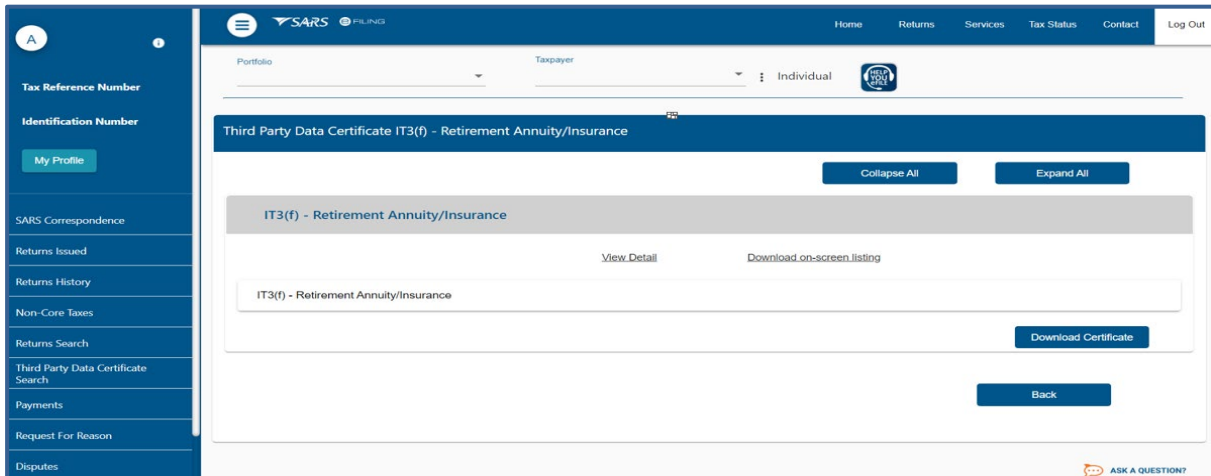 A
Tax Reference Number
Identification Number
My Profile
SARS Correspondence
Returns Issued
Returns History
Non-Core Taxes
Returns Search
Third Party Data Certificate
Search
Payments
Request For Reason
Disputes
SARS eFILING
Home Returns Services Tax Status Contact Log Out
Portfolio Taxpayer
Individual
HELP YOU eFILE
Third Party Data Certificate IT3(f) - Retirement Annuity/Insurance
Collapse All Expand All
IT3(f) - Retirement Annuity/Insurance
View Detail Download on-screen listing
IT3(f) - Retirement Annuity/Insurance
Download Certificate
Back
ASK A QUESTION?